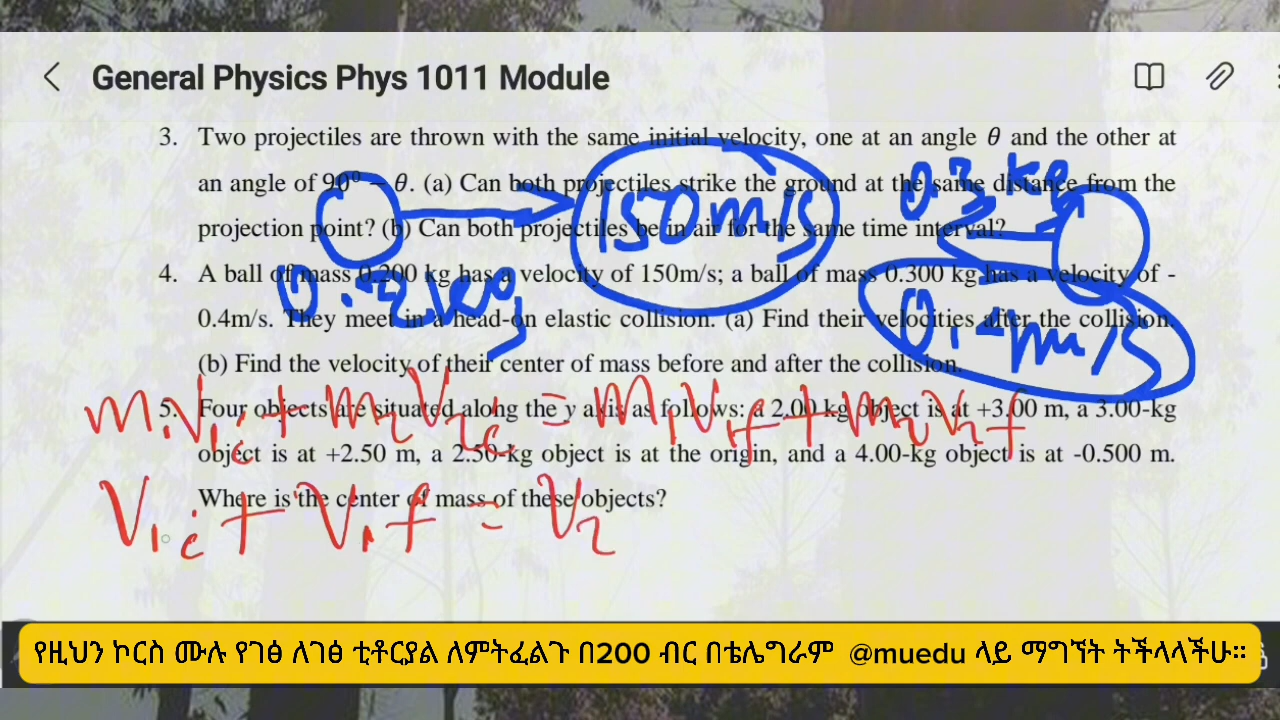 General Physics Phys 1011 Module
3. Two projectiles are thrown with the same initial velocity, one at an angle θ and the other at
an angle of 90⁰ − θ. (a) Can both projectiles strike the ground at the same distance from the
projection point? (b) Can both projectiles be in air for the same time interval?
4. A ball of mass 0.200 kg has a velocity of 150m/s; a ball of mass 0.300 kg has a velocity of -
0.4m/s. They meet in a head-on elastic collision. (a) Find their velocities after the collision.
(b) Find the velocity of their center of mass before and after the collision.
5. Four objects are situated along the y axis as follows: a 2.00 kg object is at +3.00 m, a 3.00-kg
object is at +2.50 m, a 2.50-kg object is at the origin, and a 4.00-kg object is at -0.500 m.
Where is the center of mass of these objects?
150m/s
0.3 kg
0.2kg
0.4m/s
m₁v₁i + m₂v₂i = m₁v₁f + m₂v₂f
v₁i + v₁f = v₂
የዚህን ኮርስ ሙሉ የገፅ ለገፅ ቲቶርያል ለምትፈልጉ በ200 ብር በቴሌግራም @muedu ላይ ማግኘት ትችላላችሁ።